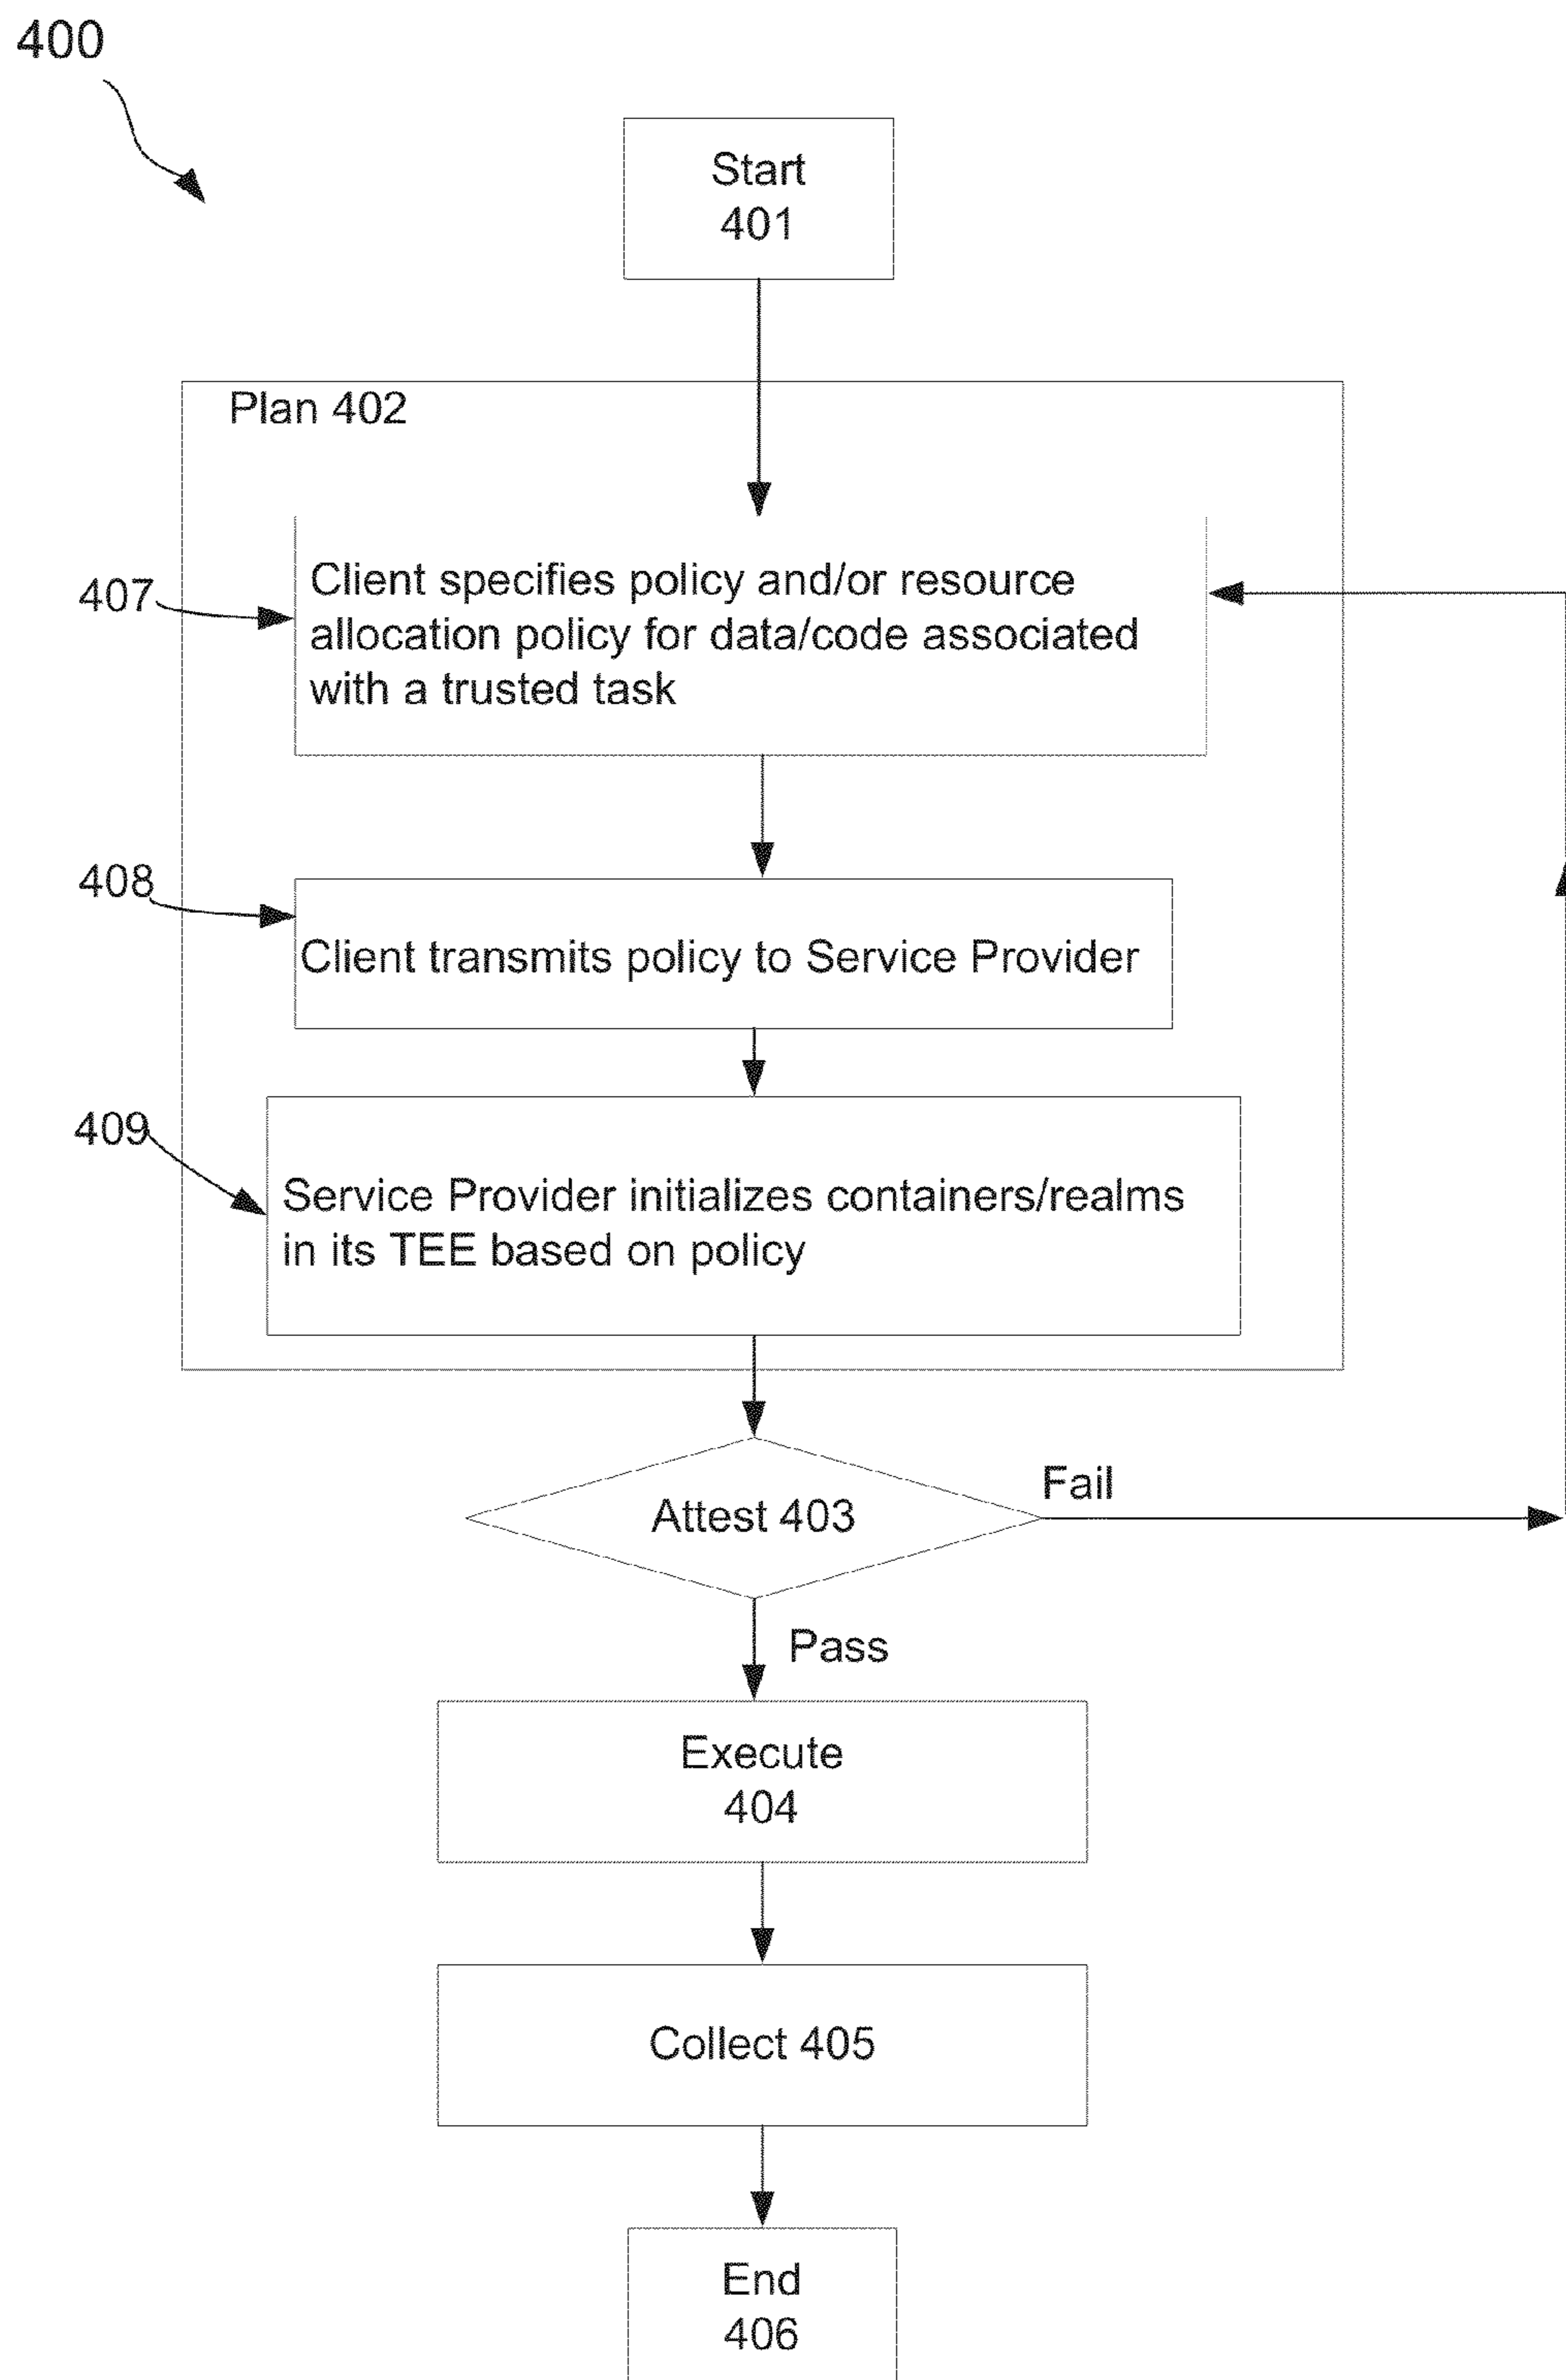 400
Start
401
Plan 402
407
Client specifies policy and/or resource
allocation policy for data/code associated
with a trusted task
408
Client transmits policy to Service Provider
409
Service Provider initializes containers/realms
in its TEE based on policy
Attest 403
Fail
Pass
Execute
404
Collect 405
End
406